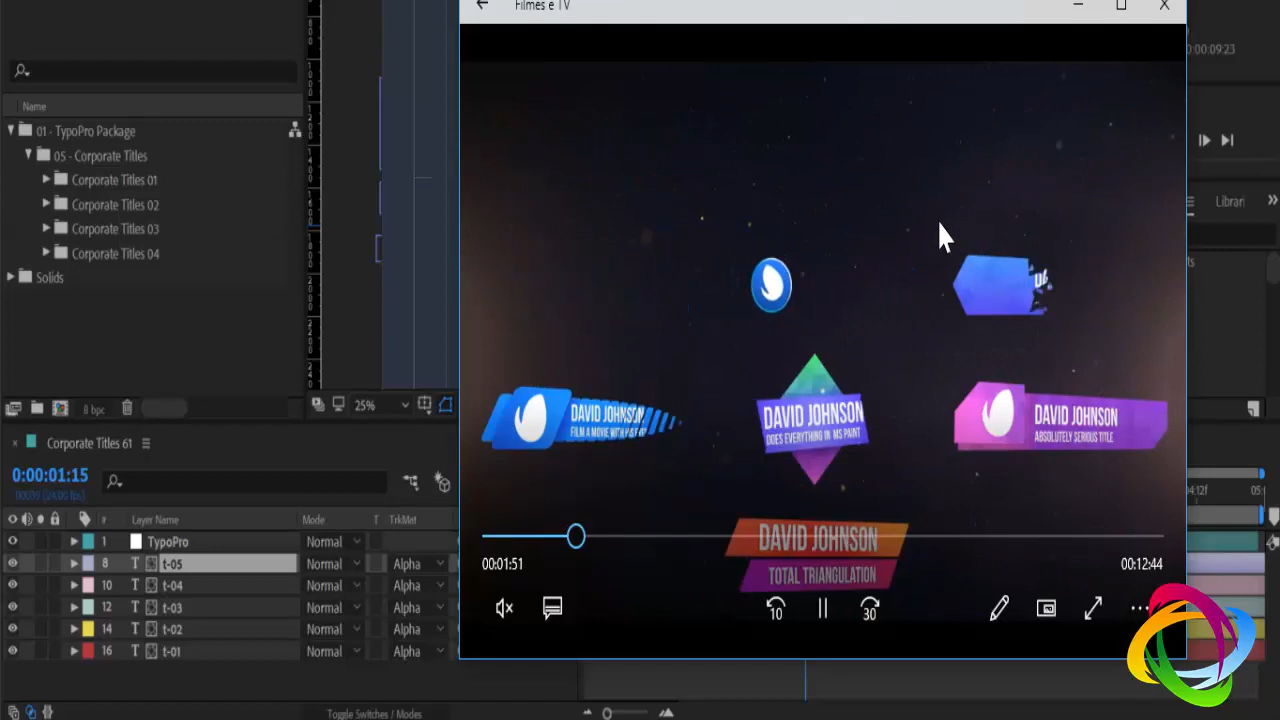 Filmes e TV
0:00:09:23
Name
01 - TypoPro Package
05 - Corporate Titles
Corporate Titles 01
Corporate Titles 02
Corporate Titles 03
Corporate Titles 04
Solids
Librari
DAVID JOHNSON
DAVID JOHNSON
DOES EVERYTHING IN MS PAINT
DAVID JOHNSON
ABSOLUTELY SERIOUS TITLE
DAVID JOHNSON
TOTAL TRIANGULATION
00:01:51
00:12:44
10
30
8 bpc
25%
Corporate Titles 61
0:00:01:15
# Layer Name Mode T TrkMat
1 TypoPro Normal
8 T t-05 Normal Alpha
10 T t-04 Normal Alpha
12 T t-03 Normal Alpha
14 T t-02 Normal Alpha
16 T t-01 Normal Alpha
04:12f
Toggle Switches / Modes